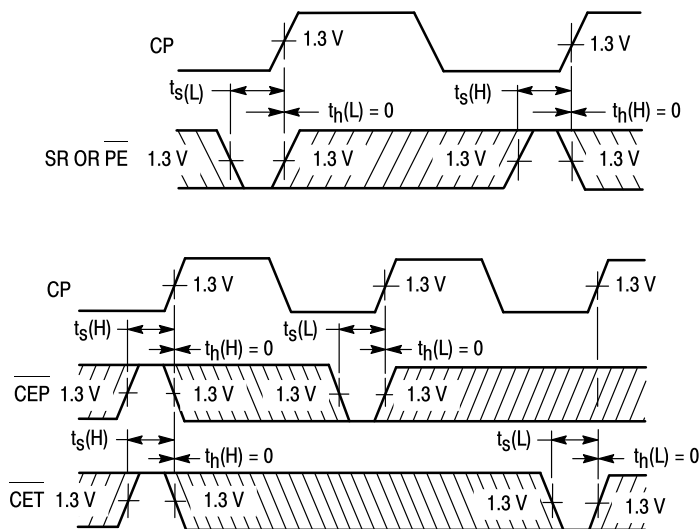 CP 1.3 V 1.3 V
ts(L) ts(H)
th(L) = 0 th(H) = 0
SR OR PE 1.3 V 1.3 V 1.3 V 1.3 V
CP 1.3 V 1.3 V 1.3 V
ts(H) ts(L)
th(H) = 0 th(L) = 0
CEP 1.3 V 1.3 V 1.3 V 1.3 V
ts(H) ts(L)
th(H) = 0 th(L) = 0
CET 1.3 V 1.3 V 1.3 V 1.3 V